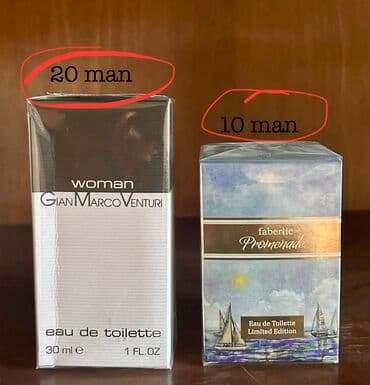 20 man
10 man
woman
GIANMARCOVENTURI
eau de toilette
30 ml e 1 FL.OZ
faberlic
Promenade
Eau de Toilette
Limited Edition